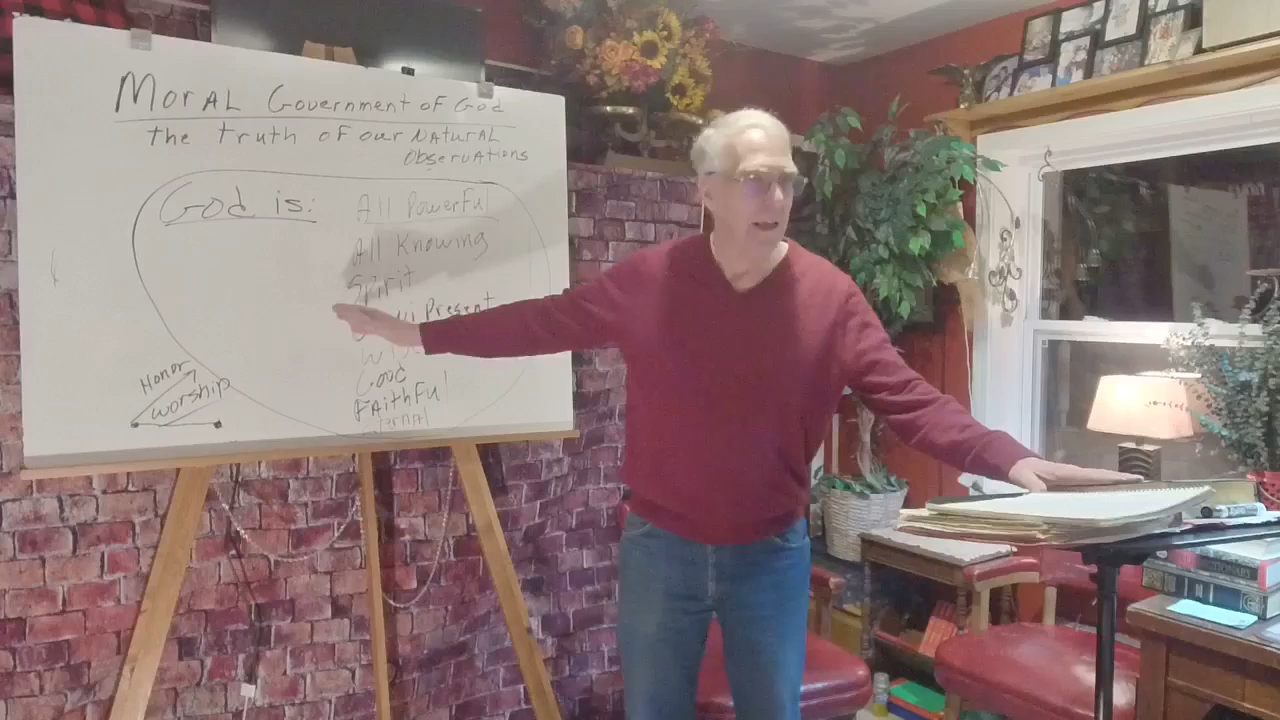 Moral Government of God
the truth of our Natural
Observations
God is:
All Powerful
All Knowing
Spirit
Present
Good
Faithful
Honor
Worship